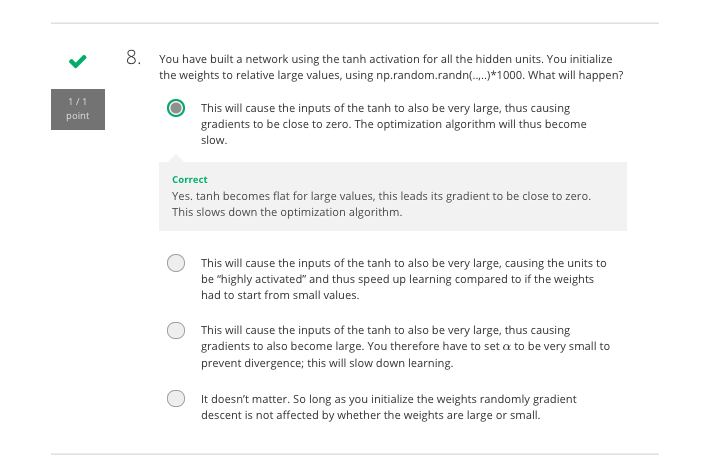 8.
You have built a network using the tanh activation for all the hidden units. You initialize
the weights to relative large values, using np.random.randn(..,..)*1000. What will happen?
1 / 1
point
This will cause the inputs of the tanh to also be very large, thus causing
gradients to be close to zero. The optimization algorithm will thus become
slow.
Correct
Yes. tanh becomes flat for large values, this leads its gradient to be close to zero.
This slows down the optimization algorithm.
This will cause the inputs of the tanh to also be very large, causing the units to
be “highly activated” and thus speed up learning compared to if the weights
had to start from small values.
This will cause the inputs of the tanh to also be very large, thus causing
gradients to also become large. You therefore have to set α to be very small to
prevent divergence; this will slow down learning.
It doesn’t matter. So long as you initialize the weights randomly gradient
descent is not affected by whether the weights are large or small.